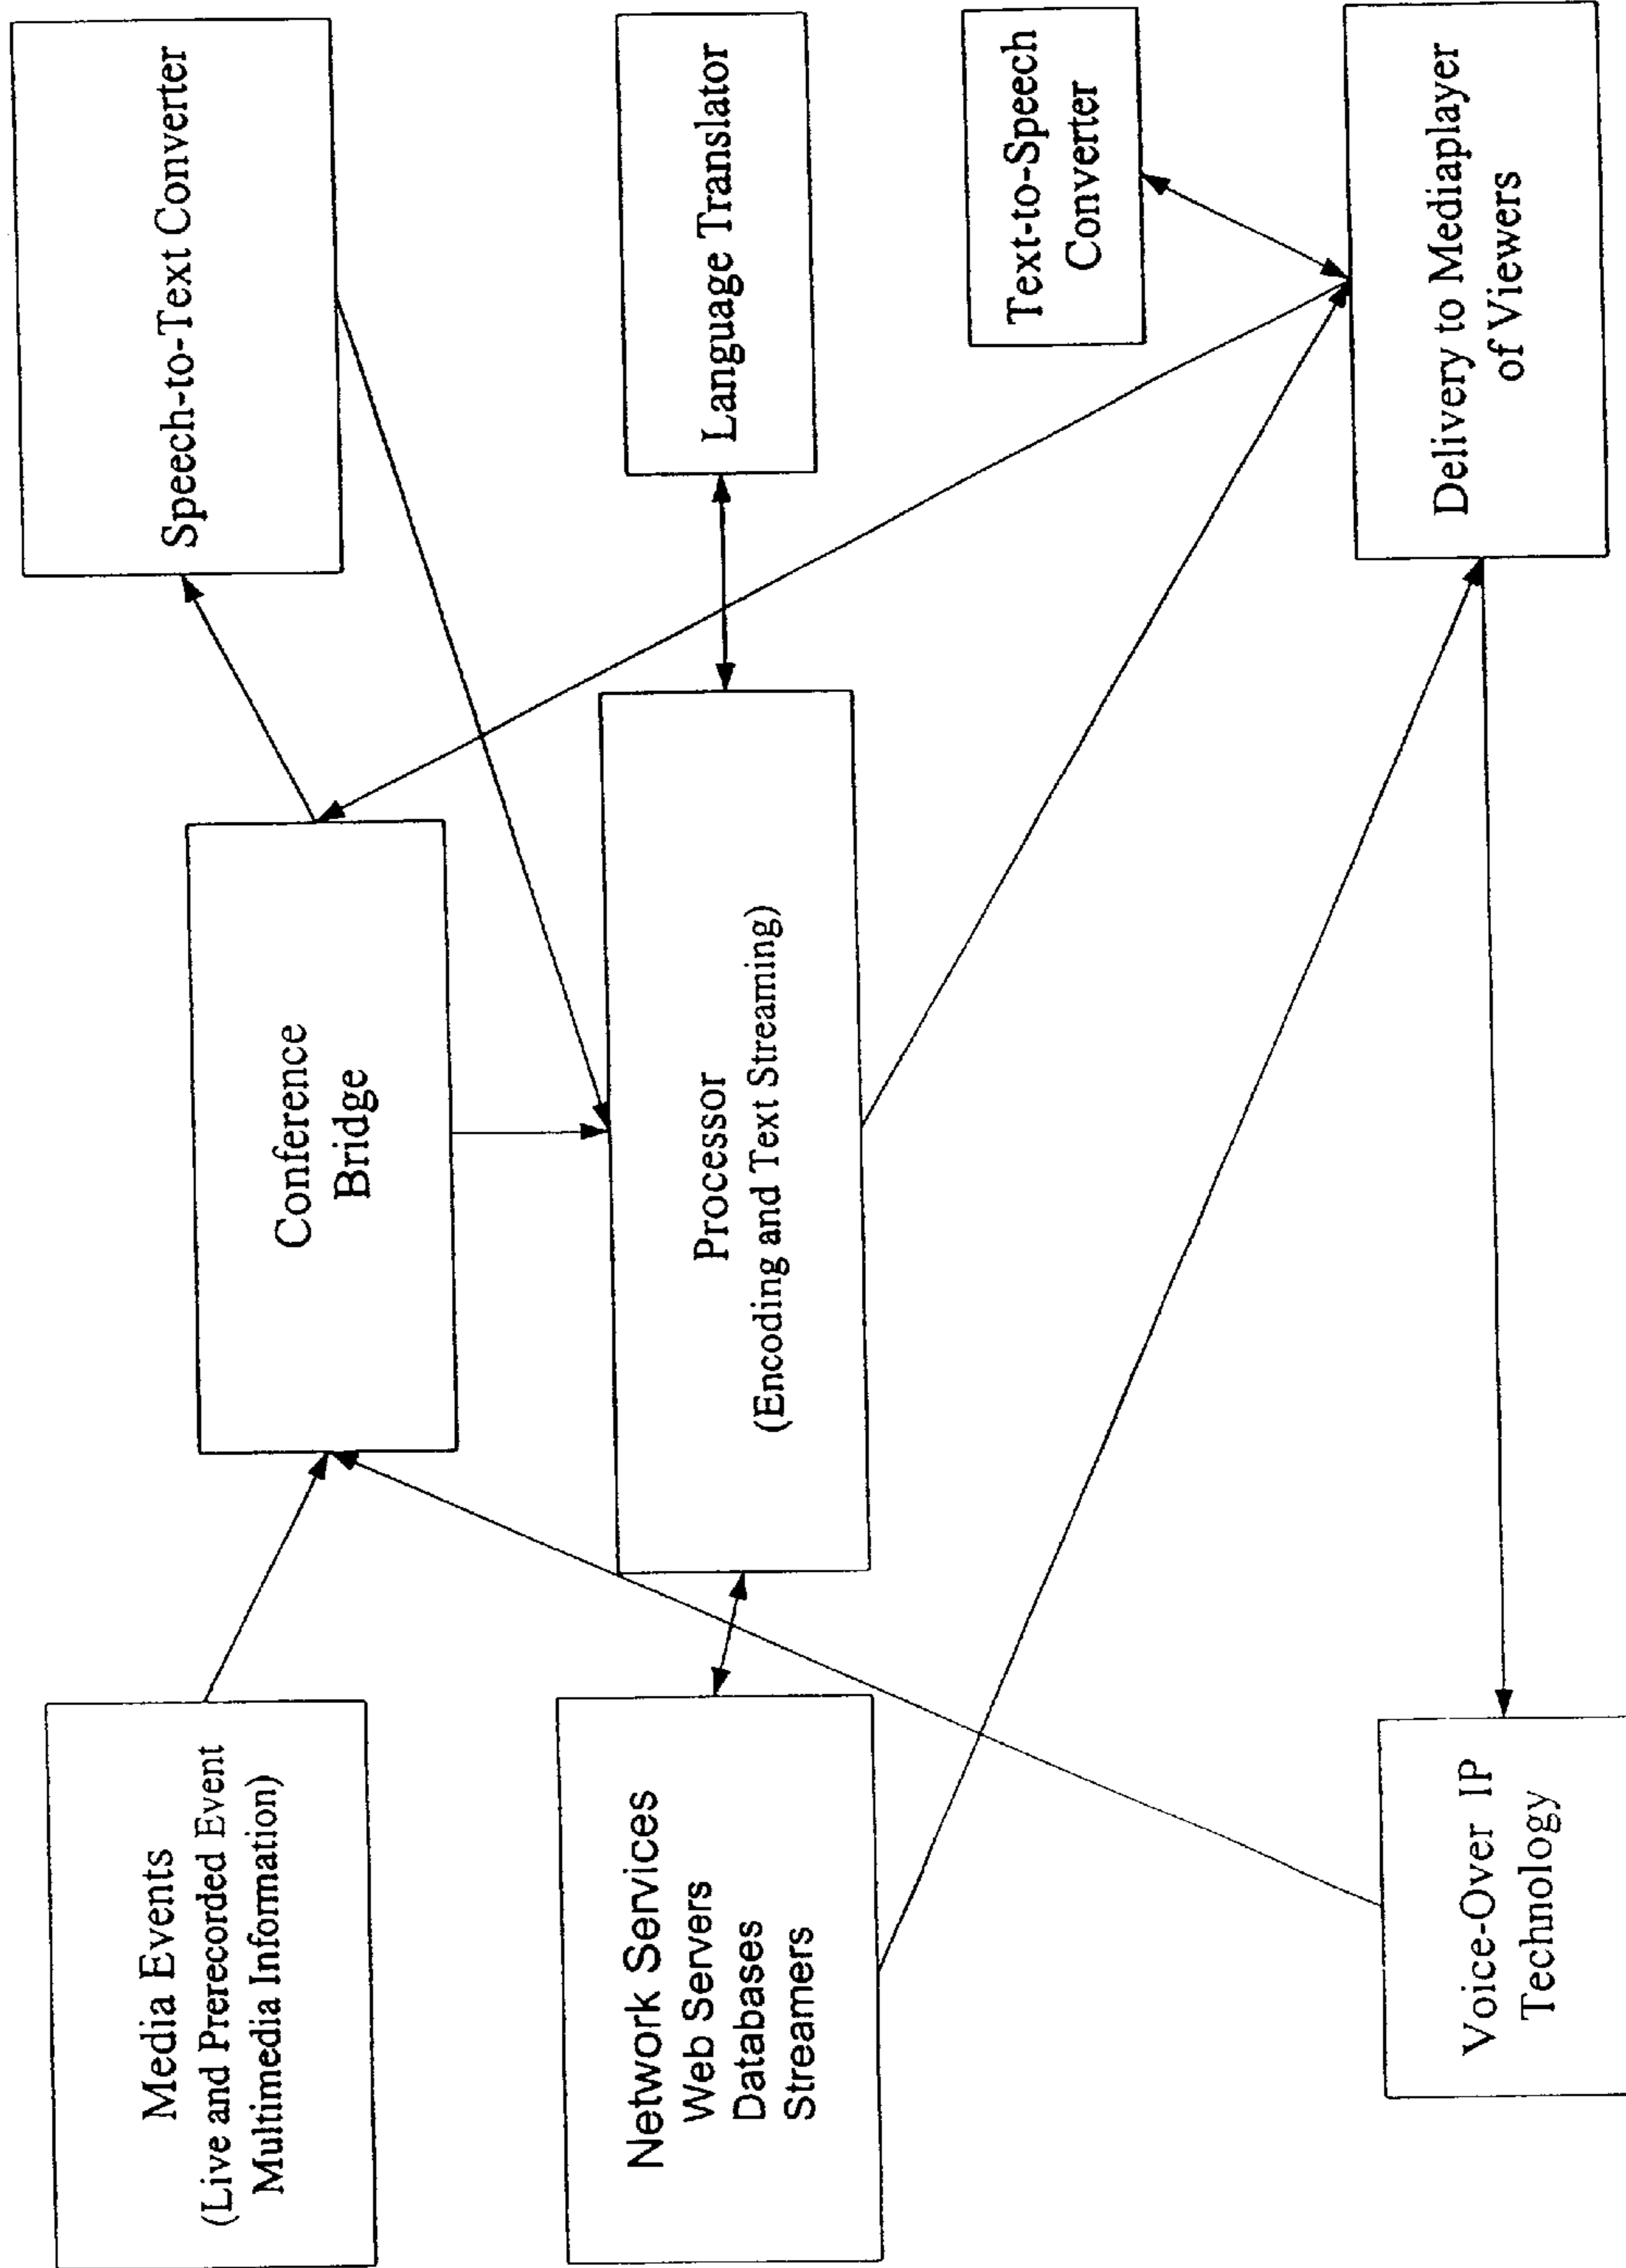 Media Events
(Live and Prerecorded Event
Multimedia Information)
Conference
Bridge
Speech-to-Text Converter
Network Services
Web Servers
Databases
Streamers
Processor
(Encoding and Text Streaming)
Language Translator
Text-to-Speech
Converter
Voice-Over IP
Technology
Delivery to Mediaplayer
of Viewers